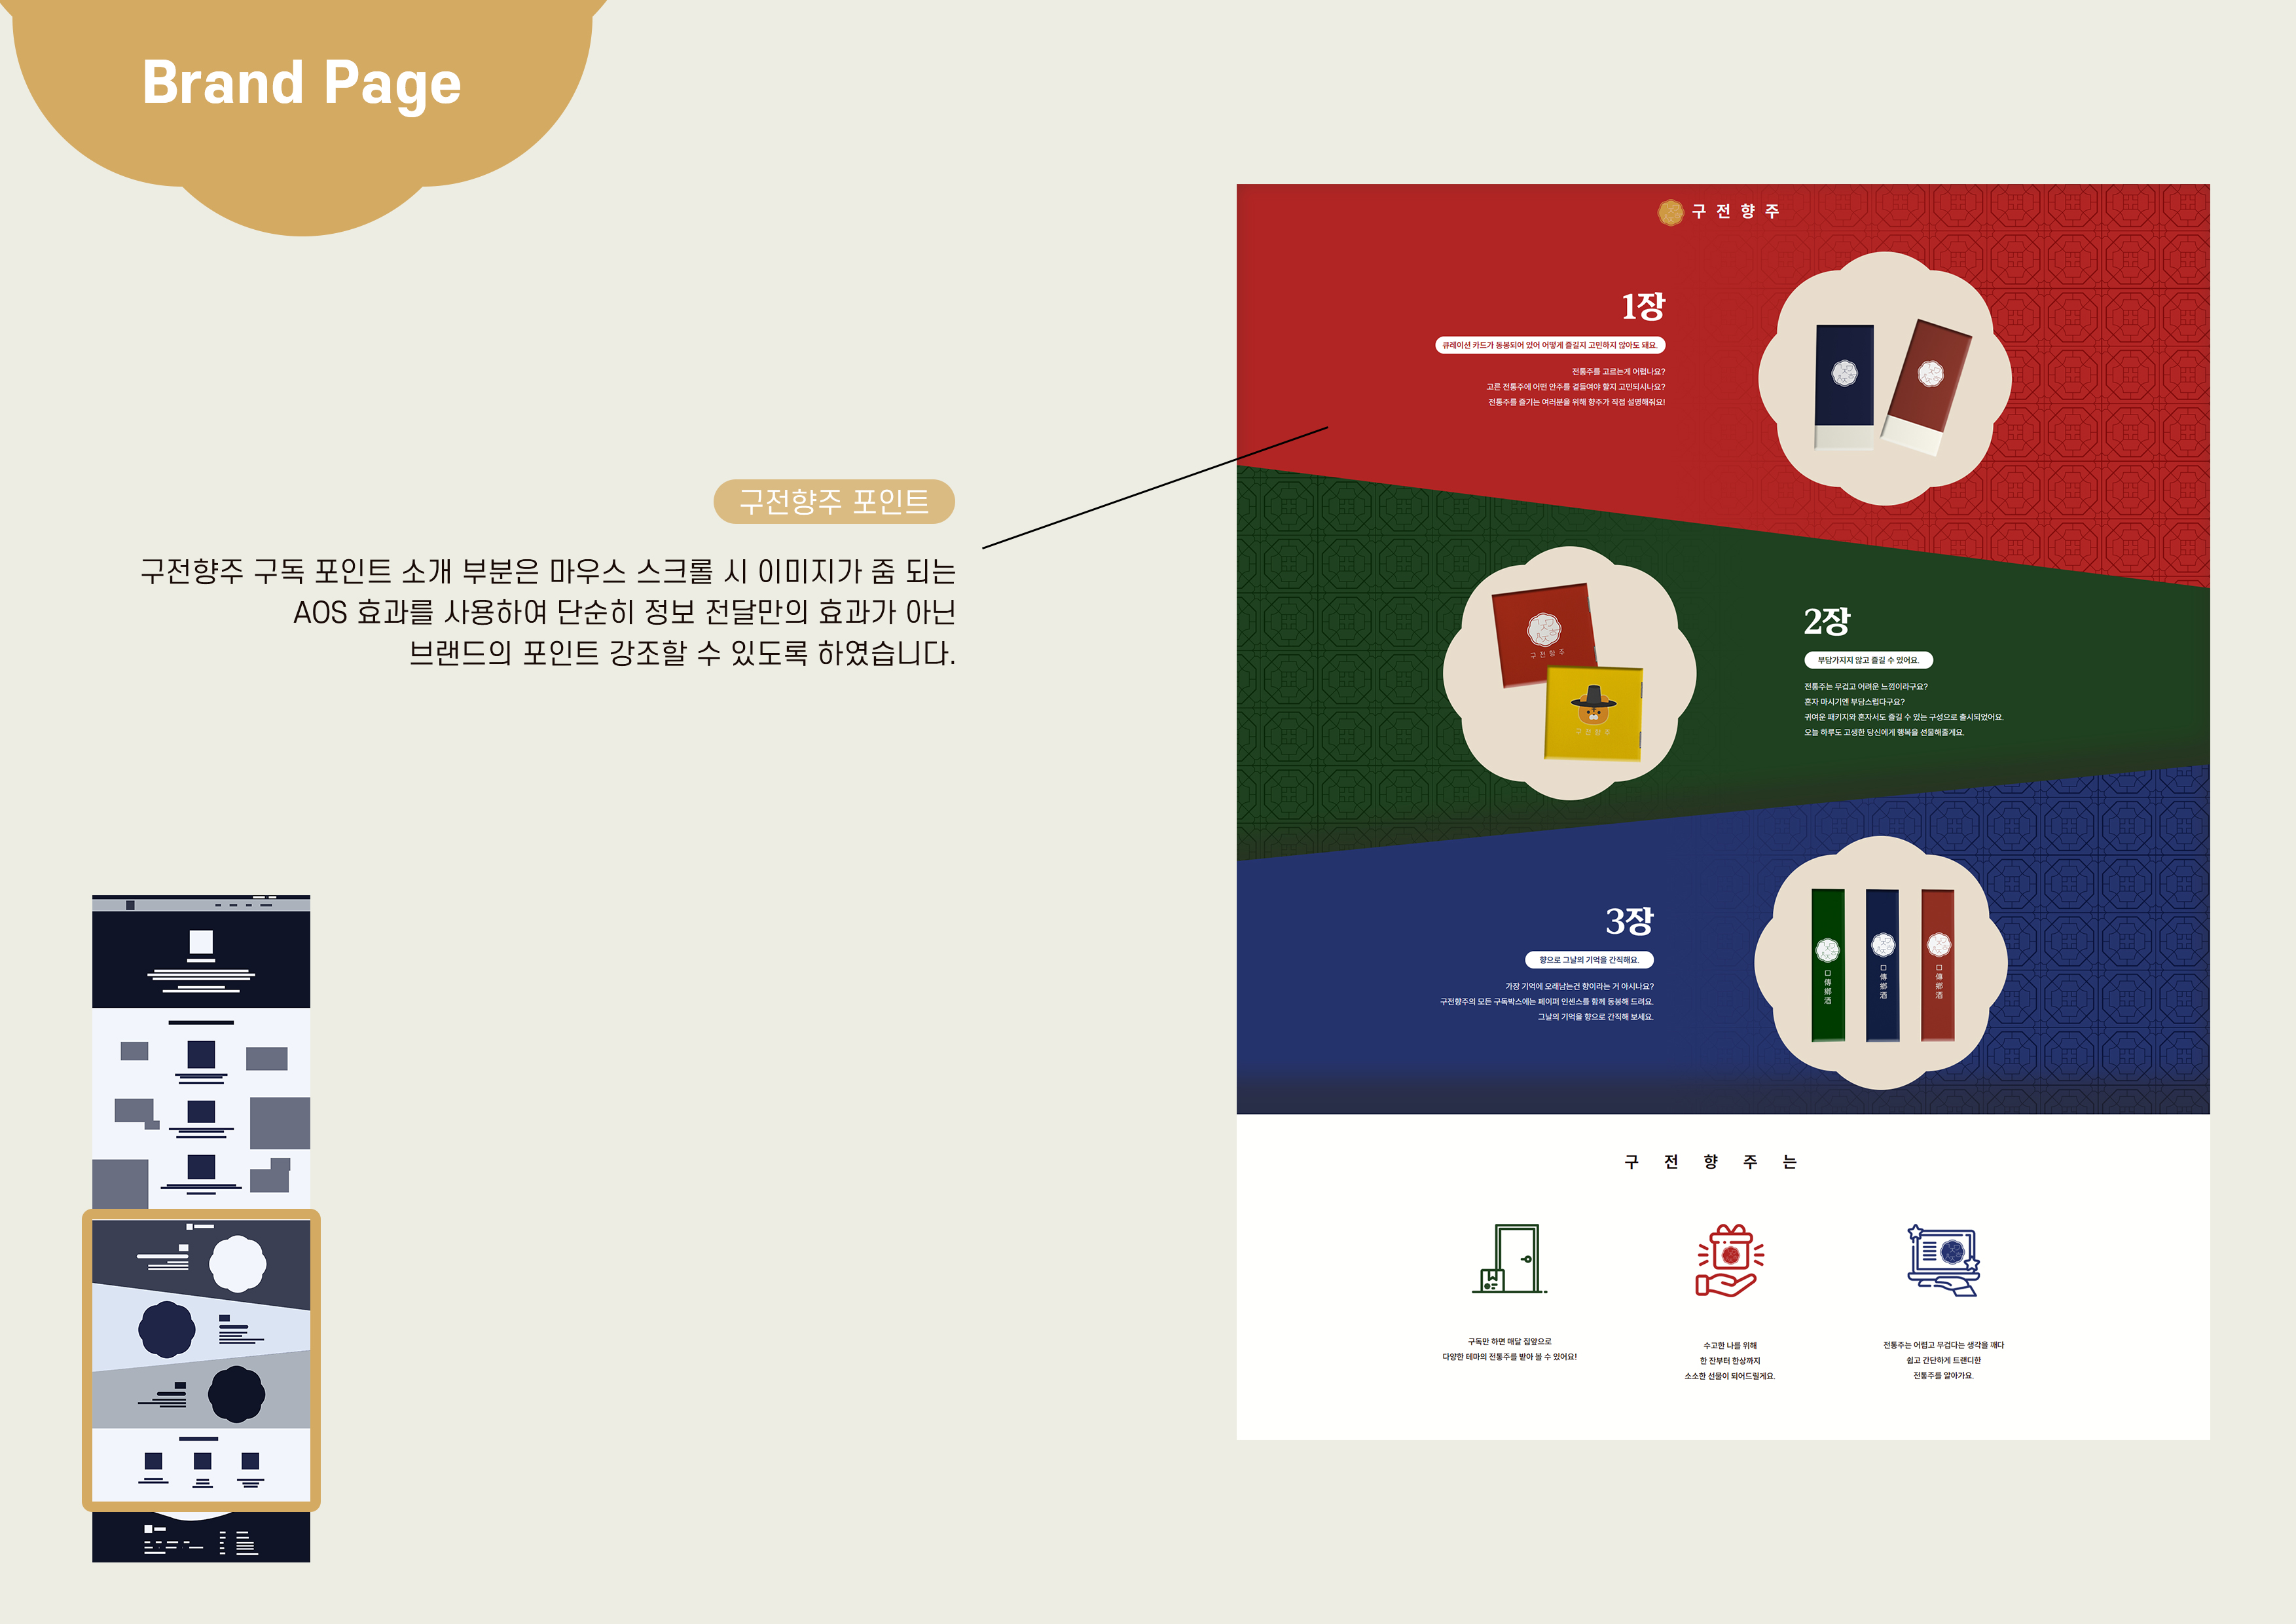 Brand Page
구전향주 포인트
구전향주 구독 포인트 소개 부분은 마우스 스크롤 시 이미지가 줌 되는
AOS 효과를 사용하여 단순히 정보 전달만의 효과가 아닌
브랜드의 포인트 강조할 수 있도록 하였습니다.
구전향주
1장
큐레이션 카드가 동봉되어 있어 어떻게 즐길지 고민하지 않아도 돼요.
전통주를 고르는게 어렵나요?
고른 전통주에 어떤 안주를 곁들여야 할지 고민되시나요?
전통주를 즐기는 여러분을 위해 향주가 직접 설명해줘요!
구전향주
구전향주
2장
부담가지지 않고 즐길 수 있어요.
전통주는 무겁고 어려운 느낌이라구요?
혼자 마시기엔 부담스럽다구요?
귀여운 패키지와 혼자서도 즐길 수 있는 구성으로 출시되었어요.
오늘 하루도 고생한 당신에게 행복을 선물해줄게요.
3장
향으로 그날의 기억을 간직해요.
가장 기억에 오래남는건 향이라는 거 아시나요?
구전향주의 모든 구독박스에는 페이퍼 인센스를 함께 동봉해 드려요.
그날의 기억을 향으로 간직해 보세요.
口傳鄕酒
口傳鄕酒
口傳鄕酒
구전향주는
구독만 하면 매달 집앞으로
다양한 테마의 전통주를 받아 볼 수 있어요!
수고한 나를 위해
한 잔부터 한상까지
소소한 선물이 되어드릴게요.
전통주는 어렵고 무겁다는 생각을 깨다
쉽고 간단하게 트랜디한
전통주를 알아가요.